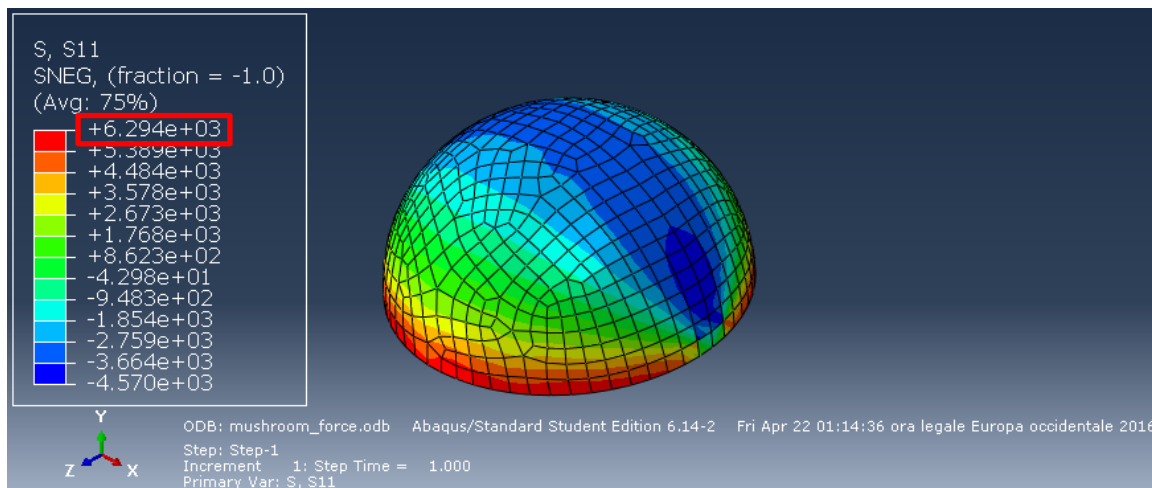 S, S11
SNEG, (fraction = -1.0)
(Avg: 75%)
+6.294e+03
+5.389e+03
+4.484e+03
+3.578e+03
+2.673e+03
+1.768e+03
+8.623e+02
-4.298e+01
-9.483e+02
-1.854e+03
-2.759e+03
-3.664e+03
-4.570e+03
Y
Z
X
ODB: mushroom_force.odb Abaqus/Standard Student Edition 6.14-2 Fri Apr 22 01:14:36 ora legale Europa occidentale 2016
Step: Step-1
Increment 1: Step Time = 1.000
Primary Var: S, S11